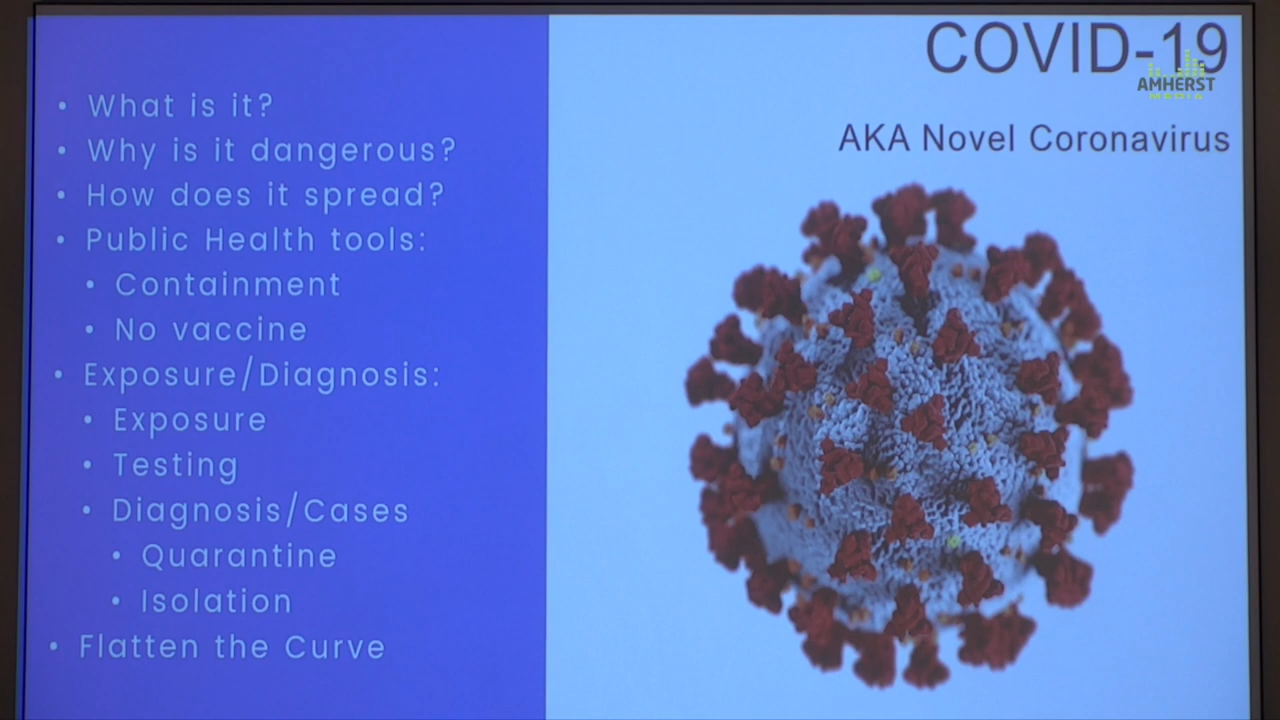 • What is it?
• Why is it dangerous?
• How does it spread?
• Public Health tools:
• Containment
• No vaccine
• Exposure/Diagnosis:
• Exposure
• Testing
• Diagnosis/Cases
• Quarantine
• Isolation
• Flatten the Curve
COVID-19
AMHERST
MEDIA
AKA Novel Coronavirus